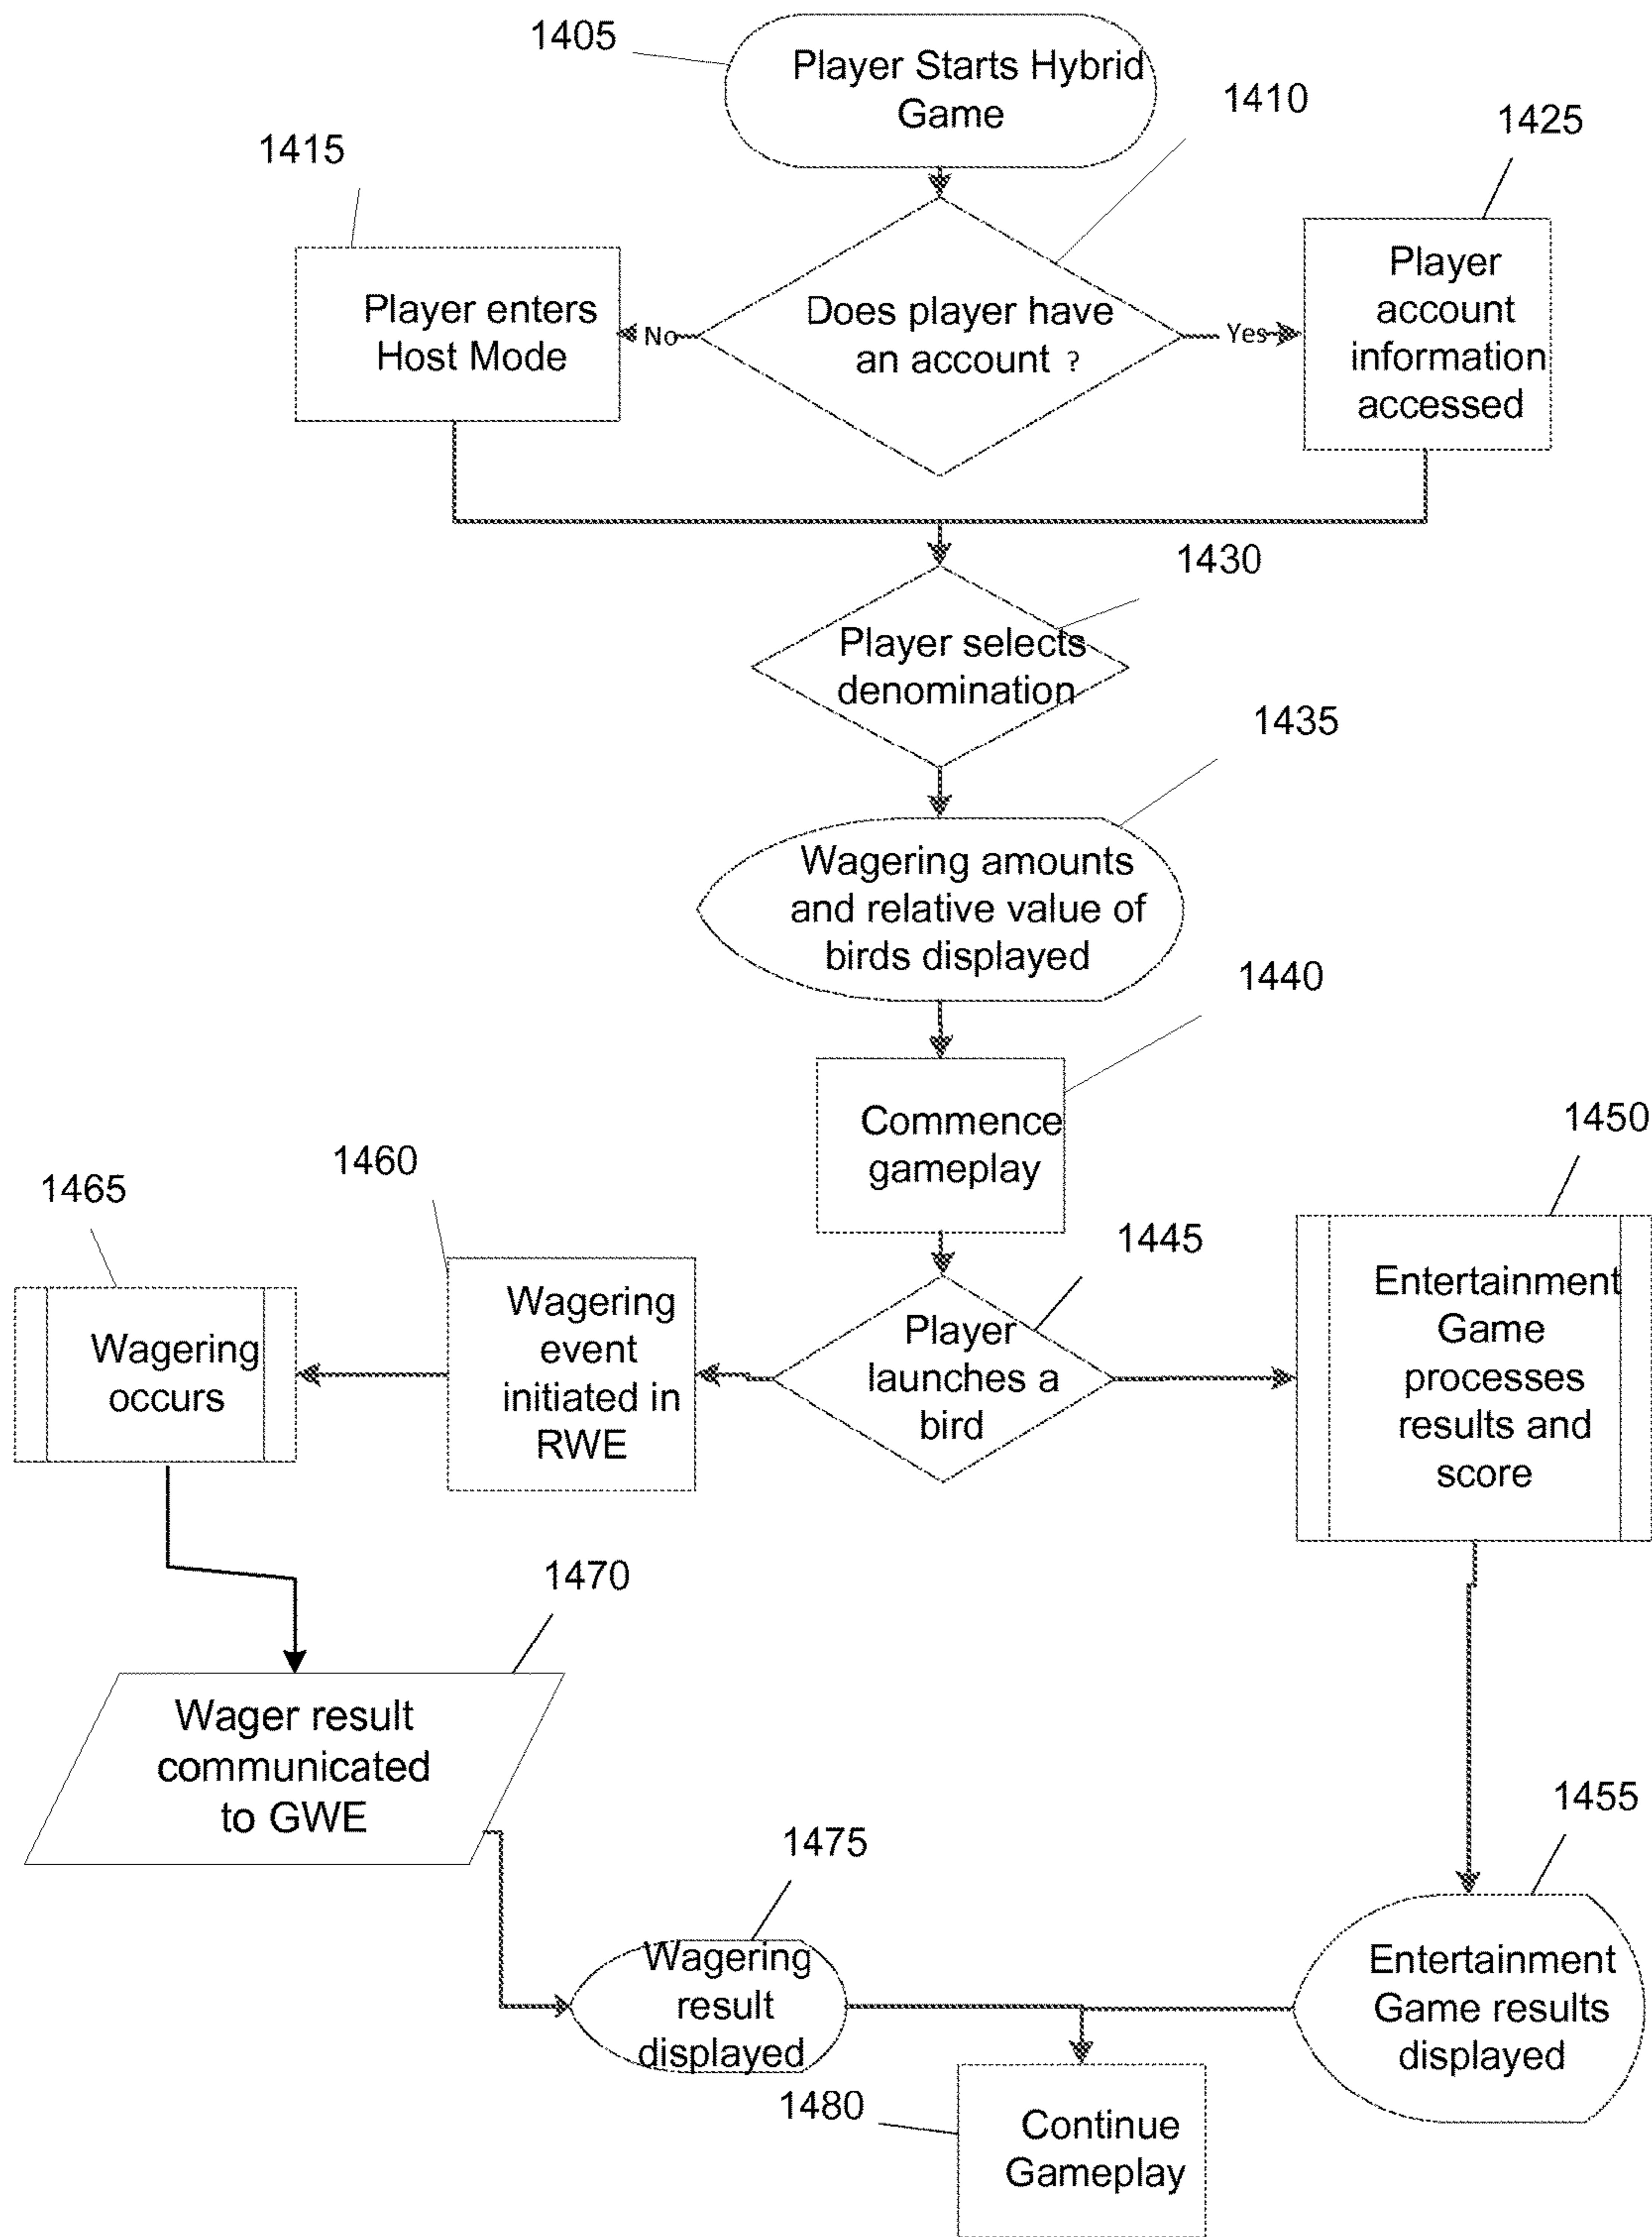 1405
Player Starts Hybrid
Game
1410
1425
1415
Player enters
Host Mode
No
Does player have
an account ?
Yes
Player
account
information
accessed
1430
Player selects
denomination
1435
Wagering amounts
and relative value of
birds displayed
1440
Commence
gameplay
1450
1460
1465
1445
Wagering
occurs
Wagering
event
initiated in
RWE
Player
launches a
bird
Entertainment
Game
processes
results and
score
1470
Wager result
communicated
to GWE
1455
1475
Wagering
result
displayed
Entertainment
Game results
displayed
1480
Continue
Gameplay